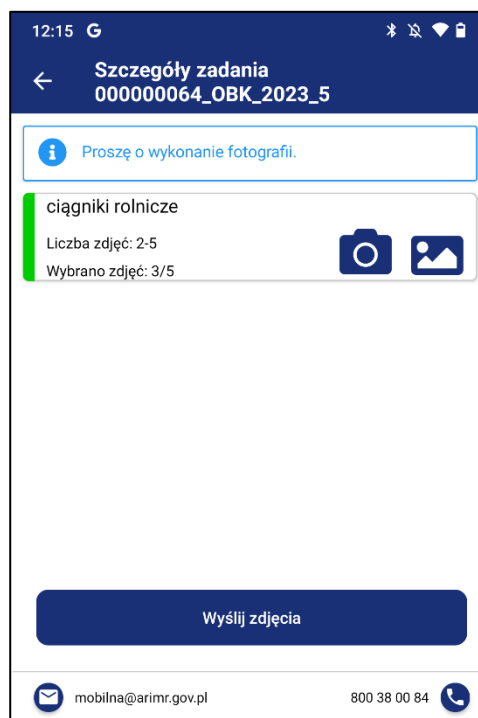 12:15 G
Szczegóły zadania
000000064_OBK_2023_5
Proszę o wykonanie fotografii.
ciągniki rolnicze
Liczba zdjęć: 2-5
Wybrano zdjęć: 3/5
Wyślij zdjęcia
mobilna@arimr.gov.pl 800 38 00 84